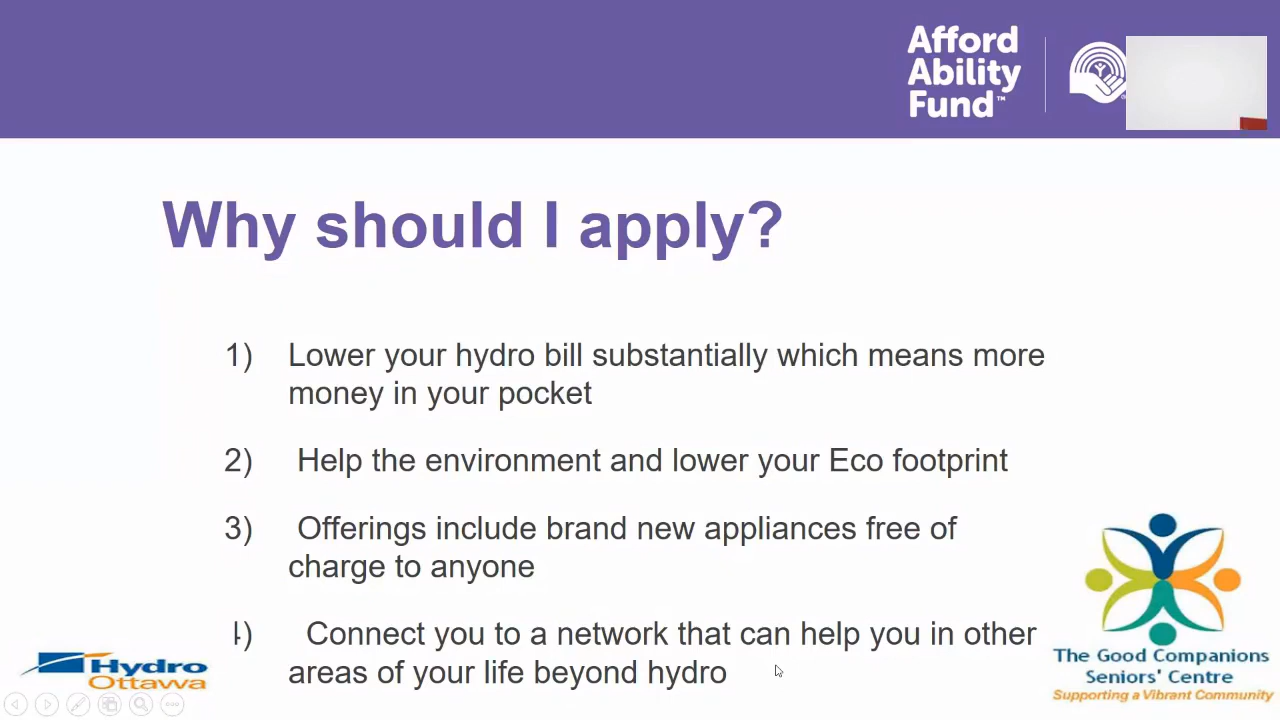 Afford
Ability
Fund™
Why should I apply?
1) Lower your hydro bill substantially which means more
money in your pocket
2) Help the environment and lower your Eco footprint
3) Offerings include brand new appliances free of
charge to anyone
4) Connect you to a network that can help you in other
areas of your life beyond hydro
Hydro
Ottawa
The Good Companions
Seniors' Centre
Supporting a Vibrant Community